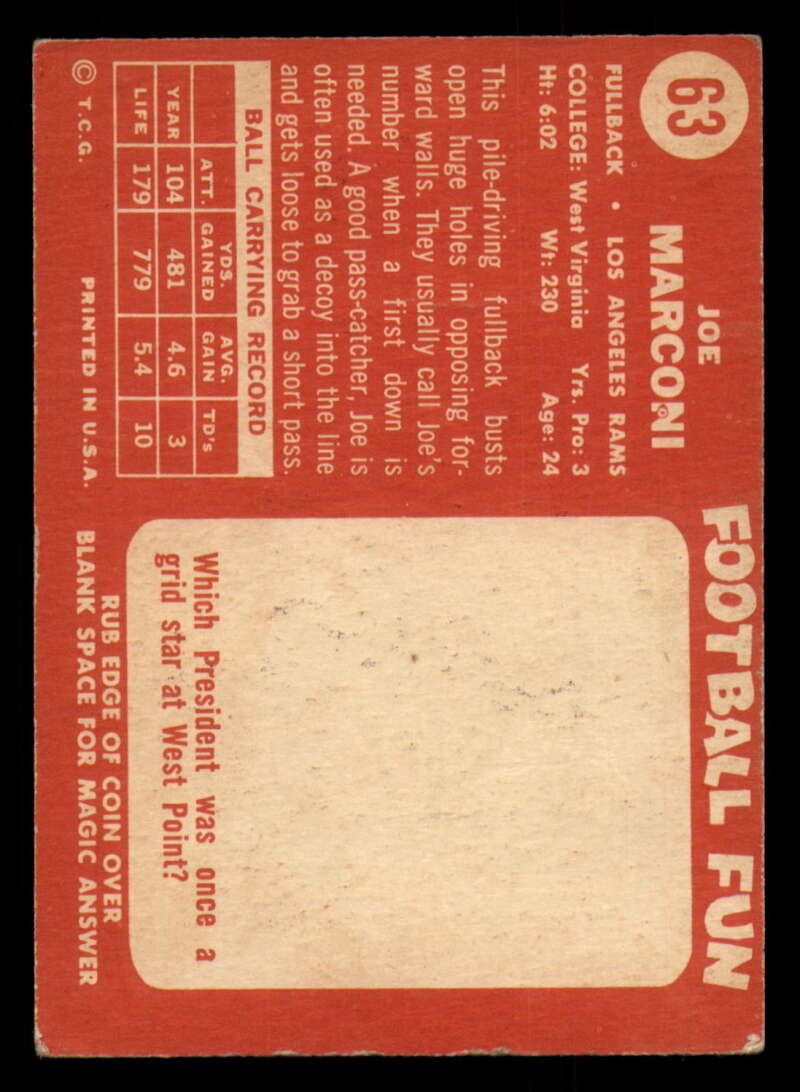 63
JOE
MARCONI
FULLBACK • LOS ANGELES RAMS
COLLEGE: West Virginia Yrs. Pro: 3
Ht: 6:02 Wt: 230 Age: 24
This pile-driving fullback busts
open huge holes in opposing for-
ward walls. They usually call Joe's
number when a first down is
needed. A good pass-catcher, Joe is
often used as a decoy into the line
and gets loose to grab a short pass.
BALL CARRYING RECORD
ATT. YDS. GAINED AVG. GAIN TD's
YEAR 104 481 4.6 3
LIFE 179 779 5.4 10
© T.C.G. PRINTED IN U.S.A.
FOOTBALL FUN
Which President was once a
grid star at West Point?
RUB EDGE OF COIN OVER
BLANK SPACE FOR MAGIC ANSWER